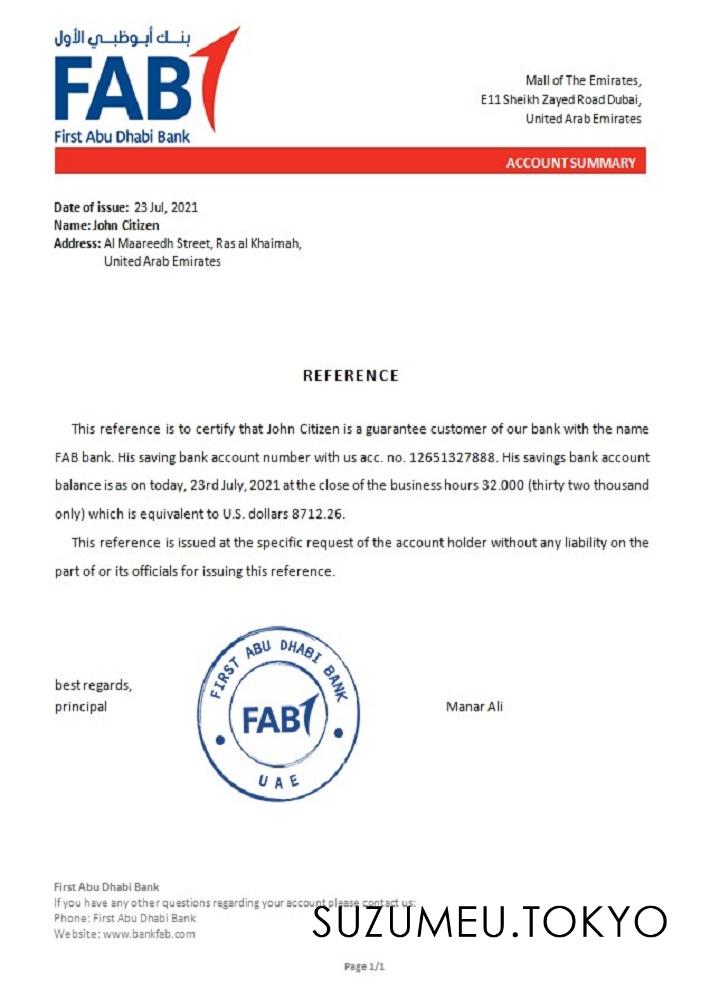 بنك أبوظبي الأول
FAB
First Abu Dhabi Bank
Mall of The Emirates,
E11 Sheikh Zayed Road Dubai,
United Arab Emirates
ACCOUNT SUMMARY
Date of issue: 23 Jul, 2021
Name: John Citizen
Address: Al Maareedh Street, Ras al Khaimah,
United Arab Emirates
REFERENCE
This reference is to certify that John Citizen is a guarantee customer of our bank with the name
FAB bank. His saving bank account number with us acc. no. 12651327888. His savings bank account
balance is as on today, 23rd July, 2021 at the close of the business hours 32.000 (thirty two thousand
only) which is equivalent to U.S. dollars 8712.26.
This reference is issued at the specific request of the account holder without any liability on the
part of or its officials for issuing this reference.
best regards,
principal
FIRST ABU DHABI BANK
FAB
UAE
Manar Ali
First Abu Dhabi Bank
If you have any other questions regarding your account please contact us:
Phone: First Abu Dhabi Bank
Website: www.bankfab.com
SUZUMEU.TOKYO
Page 1/1